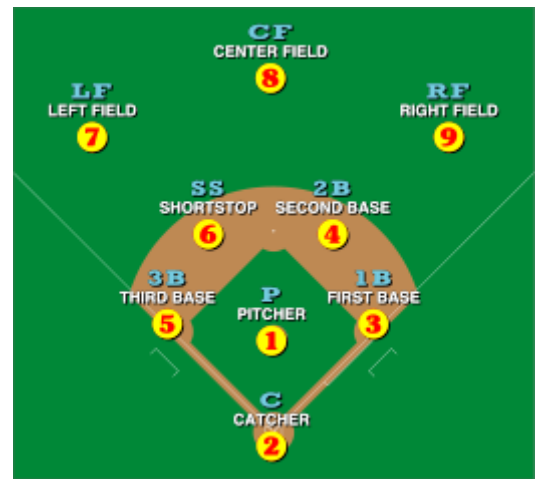 CF
CENTER FIELD
8
LF
LEFT FIELD
7
RF
RIGHT FIELD
9
SS
SHORTSTOP
6
2B
SECOND BASE
4
3B
THIRD BASE
5
P
PITCHER
1
1B
FIRST BASE
3
C
CATCHER
2